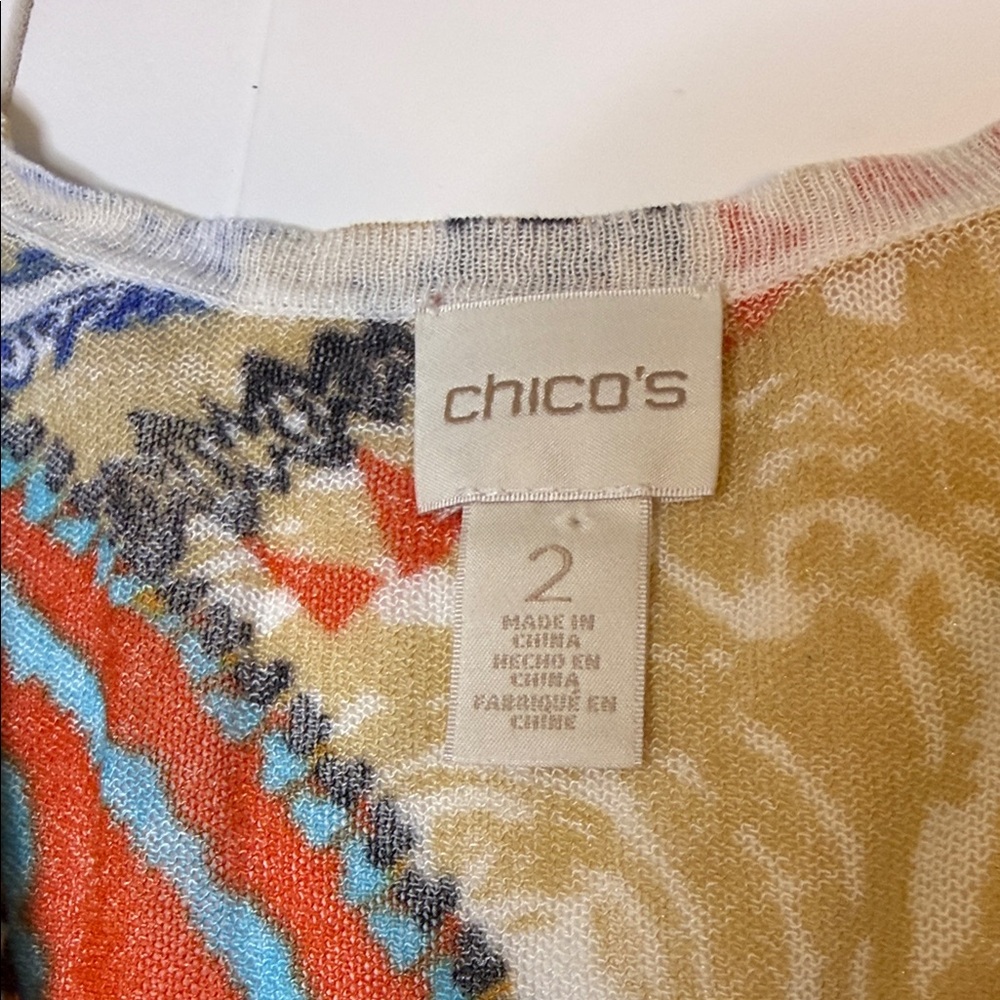 chico's
2
MADE IN
CHINA
HECHO EN
CHINA
FABRIQUÉ EN
CHINE